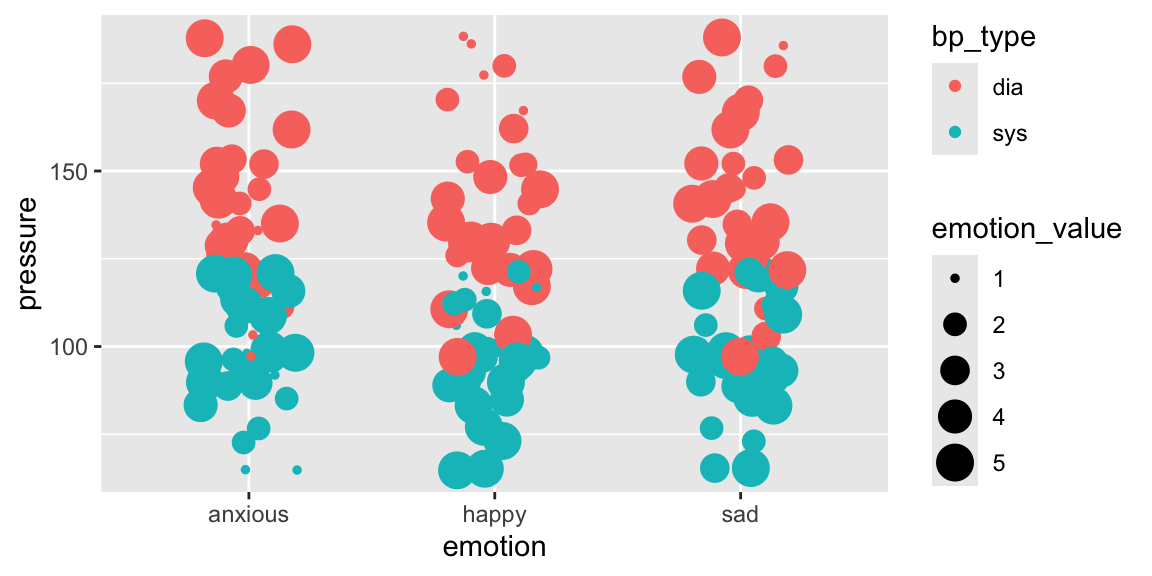 pressure
150
100
anxious
happy
sad
emotion
bp_type
dia
sys
emotion_value
1
2
3
4
5